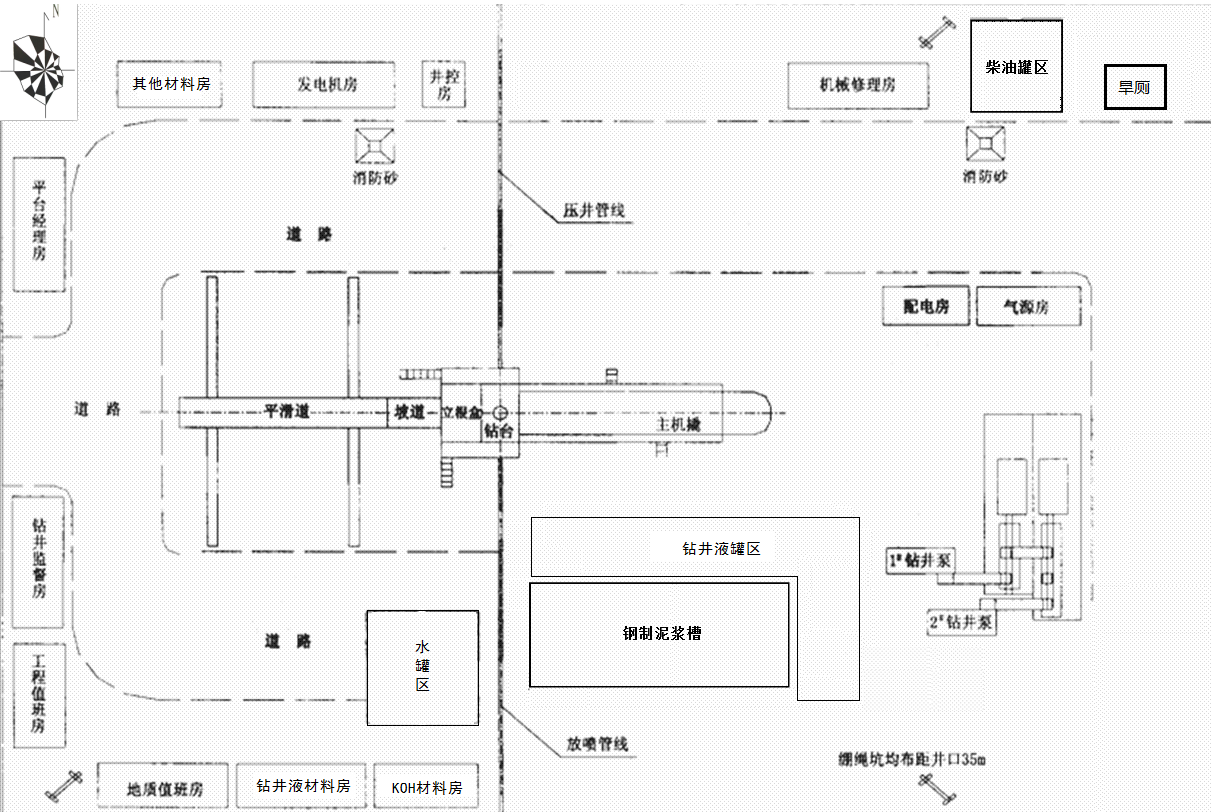 N
其他材料房
发电机房
井控
房
机械修理房
柴油罐区
旱厕
消防砂
消防砂
平台经理房
压井管线
道 路
配电房
气源房
道 路
平滑道
坡道
立根盒
钻台
主机撬
钻井监督房
钻井液罐区
1#钻井泵
2#钻井泵
钢制泥浆槽
道 路
水罐区
工程值班房
放喷管线
绷绳坑均布距井口35m
地质值班房
钻井液材料房
KOH材料房